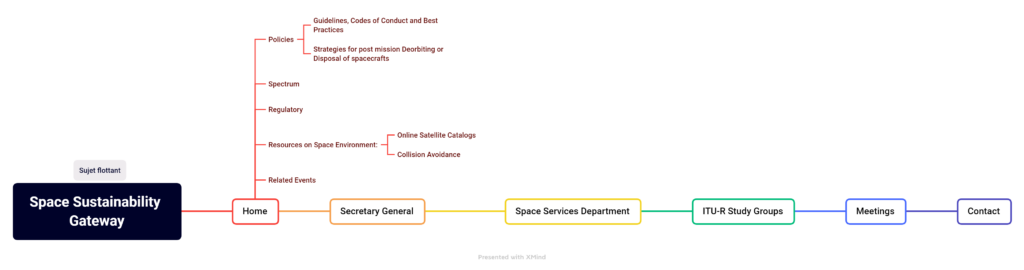 Guidelines, Codes of Conduct and Best
Practices
Policies
Strategies for post mission Deorbiting or
Disposal of spacecrafts
Spectrum
Regulatory
Online Satellite Catalogs
Resources on Space Environment:
Collision Avoidance
Related Events
Sujet flottant
Space Sustainability
Gateway
Home
Secretary General
Space Services Department
ITU-R Study Groups
Meetings
Contact
Presented with XMind